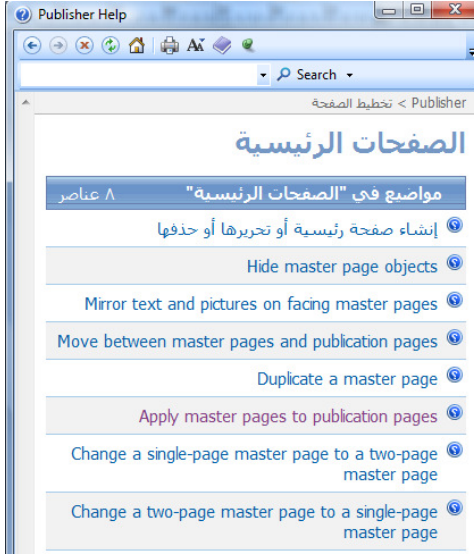 Publisher Help
Search
Publisher > تخطيط الصفحة
الصفحات الرئيسية
مواضيع في "الصفحات الرئيسية" ٨ عناصر
إنشاء صفحة رئيسية أو تحريرها أو حذفها
Hide master page objects
Mirror text and pictures on facing master pages
Move between master pages and publication pages
Duplicate a master page
Apply master pages to publication pages
Change a single-page master page to a two-page
master page
Change a two-page master page to a single-page
master page